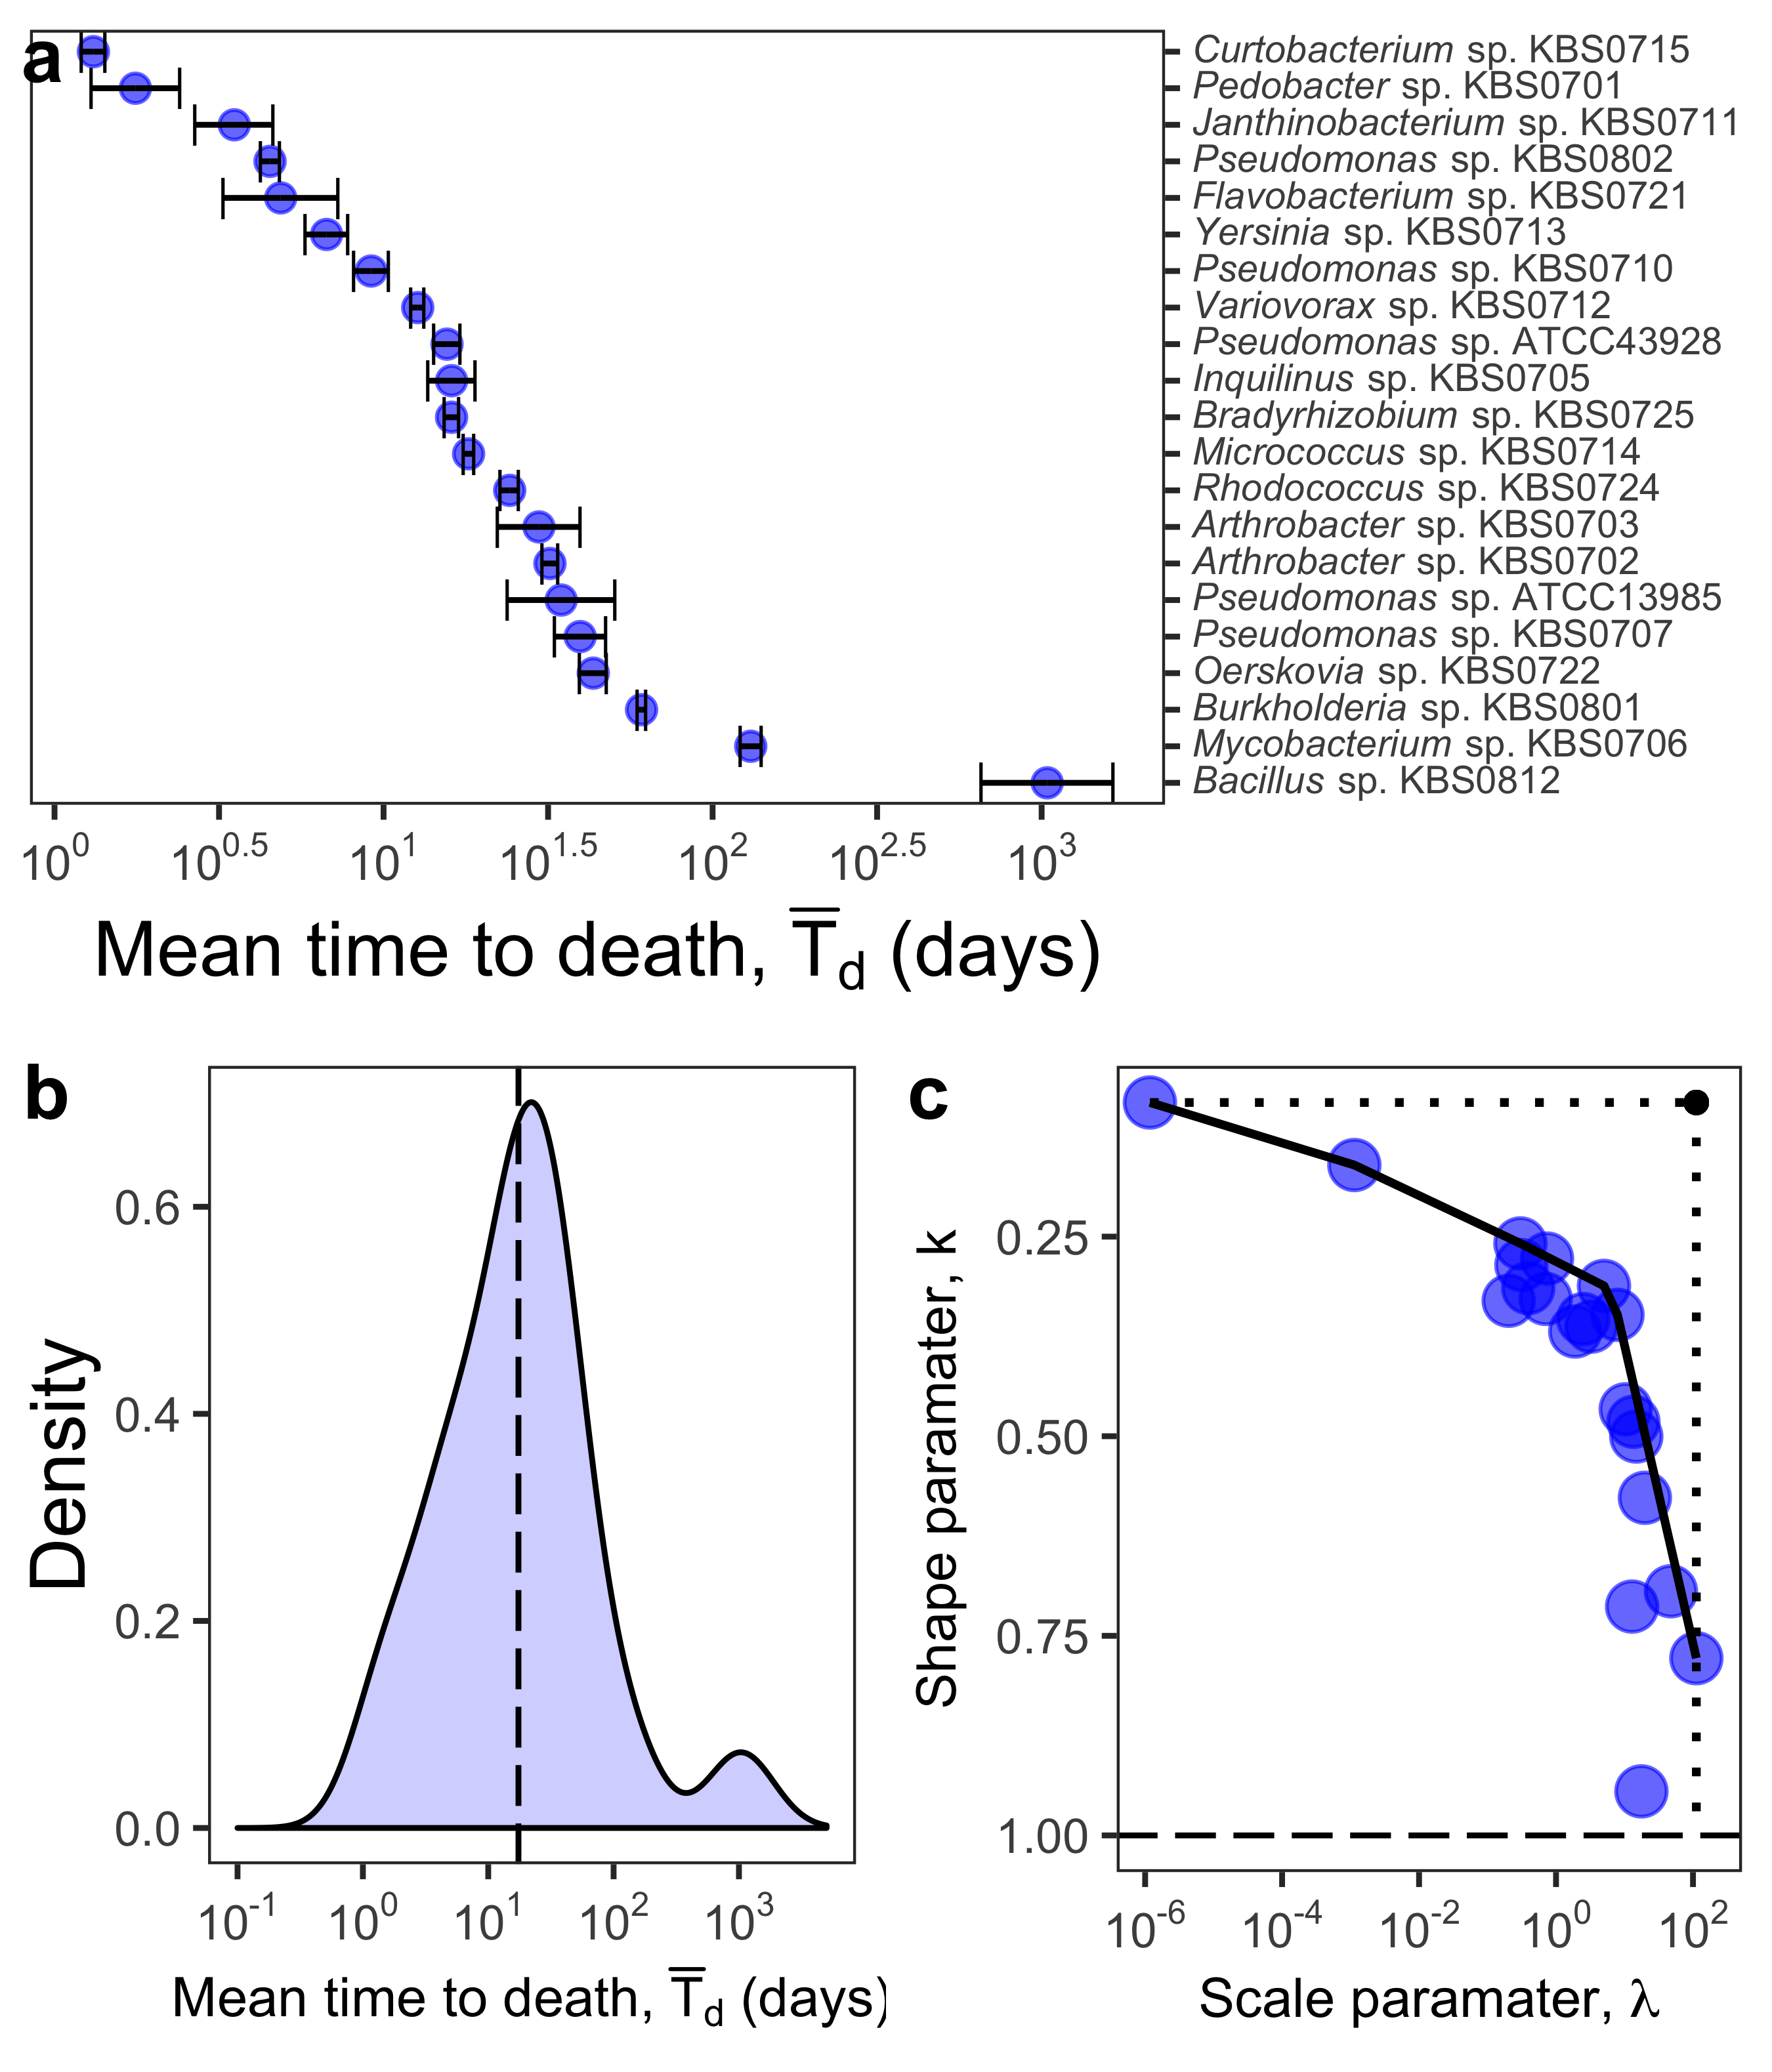 a
Curtobacterium sp. KBS0715
Pedobacter sp. KBS0701
Janthinobacterium sp. KBS0711
Pseudomonas sp. KBS0802
Flavobacterium sp. KBS0721
Yersinia sp. KBS0713
Pseudomonas sp. KBS0710
Variovorax sp. KBS0712
Pseudomonas sp. ATCC43928
Inquilinus sp. KBS0705
Bradyrhizobium sp. KBS0725
Micrococcus sp. KBS0714
Rhodococcus sp. KBS0724
Arthrobacter sp. KBS0703
Arthrobacter sp. KBS0702
Pseudomonas sp. ATCC13985
Pseudomonas sp. KBS0707
Oerskovia sp. KBS0722
Burkholderia sp. KBS0801
Mycobacterium sp. KBS0706
Bacillus sp. KBS0812
10^0 10^0.5 10^1 10^1.5 10^2 10^2.5 10^3
Mean time to death, T̅d (days)
b
Density
0.6
0.4
0.2
0.0
10^-1 10^0 10^1 10^2 10^3
Mean time to death, T̅d (days)
c
Shape paramater, k
0.25
0.50
0.75
1.00
10^-6 10^-4 10^-2 10^0 10^2
Scale paramater, λ